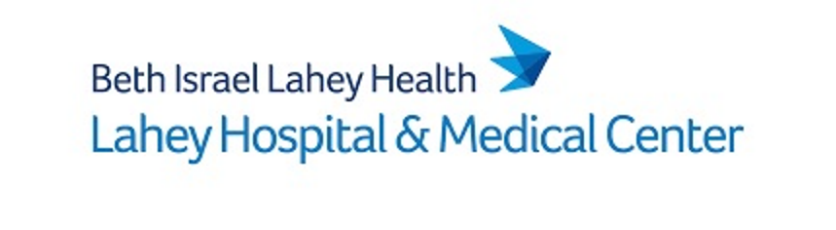 Beth Israel Lahey Health
Lahey Hospital & Medical Center